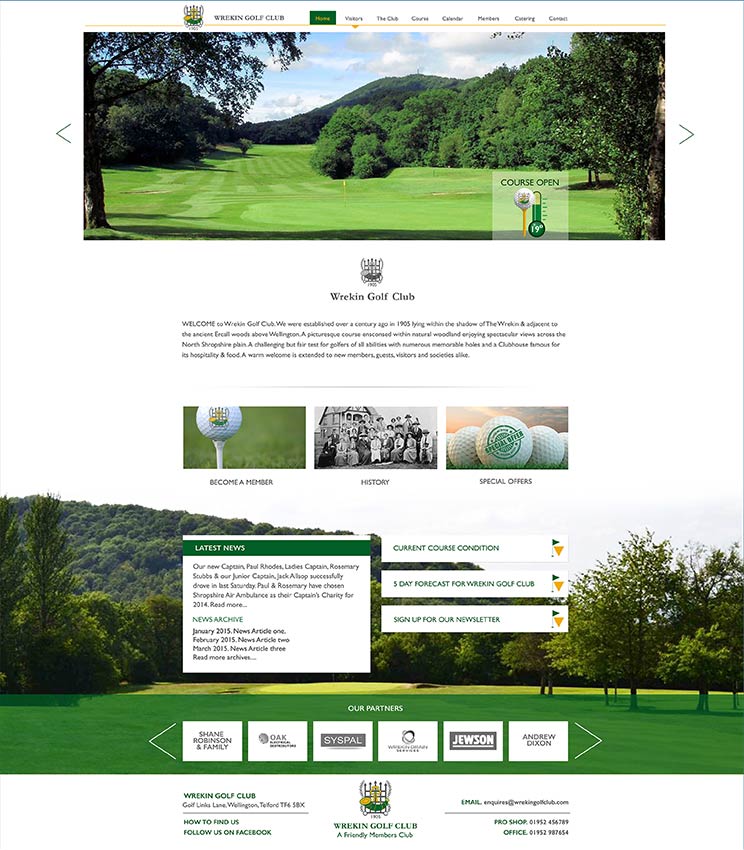 1905
WREKIN GOLF CLUB
Home Visitors The Club Course Calendar Members Catering Contact
COURSE OPEN
19°
1905
Wrekin Golf Club
WELCOME to Wrekin Golf Club. We were established over a century ago in 1905 lying within the shadow of The Wrekin & adjacent to
the ancient Ercall woods above Wellington. A picturesque course ensconsed within natural woodland enjoying spectacular views across the
North Shropshire plain. A challenging but fair test for golfers of all abilities with numerous memorable holes and a Clubhouse famous for
its hospitality & food. A warm welcome is extended to new members, guests, visitors and societies alike.
SPECIAL OFFER
BECOME A MEMBER
HISTORY
SPECIAL OFFERS
LATEST NEWS
Our new Captain, Paul Rhodes, Ladies Captain, Rosemary
Stubbs & our Junior Captain, Jack Allsop successfully
drove in last Saturday. Paul & Rosemary have chosen
Shropshire Air Ambulance as their Captain's Charity for
2014. Read more...
NEWS ARCHIVE
January 2015. News Article one.
February 2015. News Article two
March 2015. News Article three
Read more archives....
CURRENT COURSE CONDITION
5 DAY FORECAST FOR WREKIN GOLF CLUB
SIGN UP FOR OUR NEWSLETTER
OUR PARTNERS
SHANE
ROBINSON
& FAMILY
OAK
ELECTRICAL
DISTRIBUTORS
SYSPAL
WREKIN DRAIN
SERVICES
JEWSON
ANDREW
DIXON
WREKIN GOLF CLUB
Golf Links Lane, Wellington, Telford TF6 5BX
HOW TO FIND US
FOLLOW US ON FACEBOOK
1905
WREKIN GOLF CLUB
A Friendly Members Club
EMAIL. enquires@wrekingolfclub.com
PRO SHOP. 01952 456789
OFFICE. 01952 987654